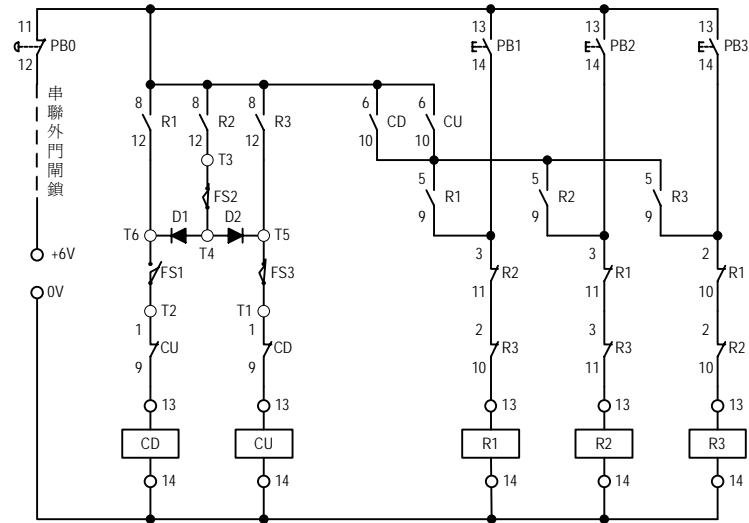 11
PB0
12
串聯外門閘鎖
+6V
0V
13
PB1
14
13
PB2
14
13
PB3
14
8
R1
12
8
R2
12
8
R3
12
6
CD
10
6
CU
10
T3
FS2
5
R1
9
5
R2
9
5
R3
9
D1
D2
T6
T4
T5
FS1
FS3
T2
T1
3
R2
11
3
R1
11
2
R1
10
1
CU
9
1
CD
9
2
R3
10
3
R3
11
2
R2
10
13
13
13
13
13
CD
CU
R1
R2
R3
14
14
14
14
14